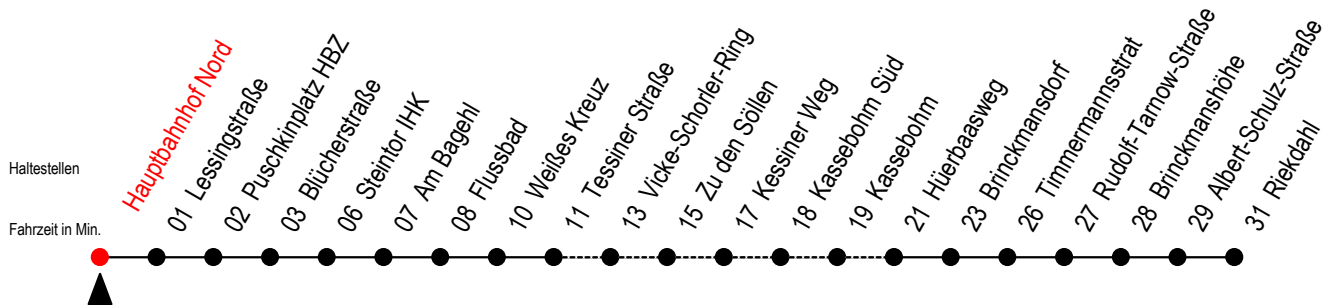 Haltestellen
Fahrzeit in Min.
Hauptbahnhof Nord
01 Lessingstraße
02 Puschkinplatz HBZ
03 Blücherstraße
06 Steintor IHK
07 Am Bagehl
08 Flussbad
10 Weißes Kreuz
11 Tessiner Straße
13 Vicke-Schorler-Ring
15 Zu den Söllen
17 Kessiner Weg
18 Kassebohm Süd
19 Kassebohm
21 Hüerbaasweg
23 Brinckmansdorf
26 Timmermannsstrat
27 Rudolf-Tarnow-Straße
28 Brinckmanshöhe
29 Albert-Schulz-Straße
31 Riekdahl